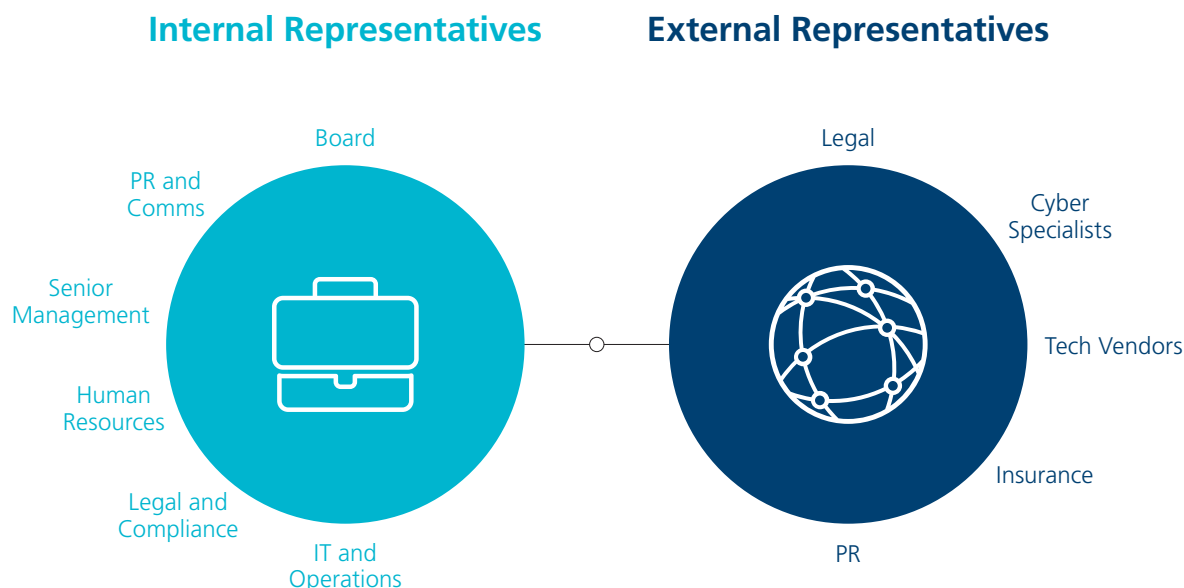 Internal Representatives
External Representatives
Board
PR and
Comms
Senior
Management
Human
Resources
Legal and
Compliance
IT and
Operations
Legal
Cyber
Specialists
Tech Vendors
Insurance
PR